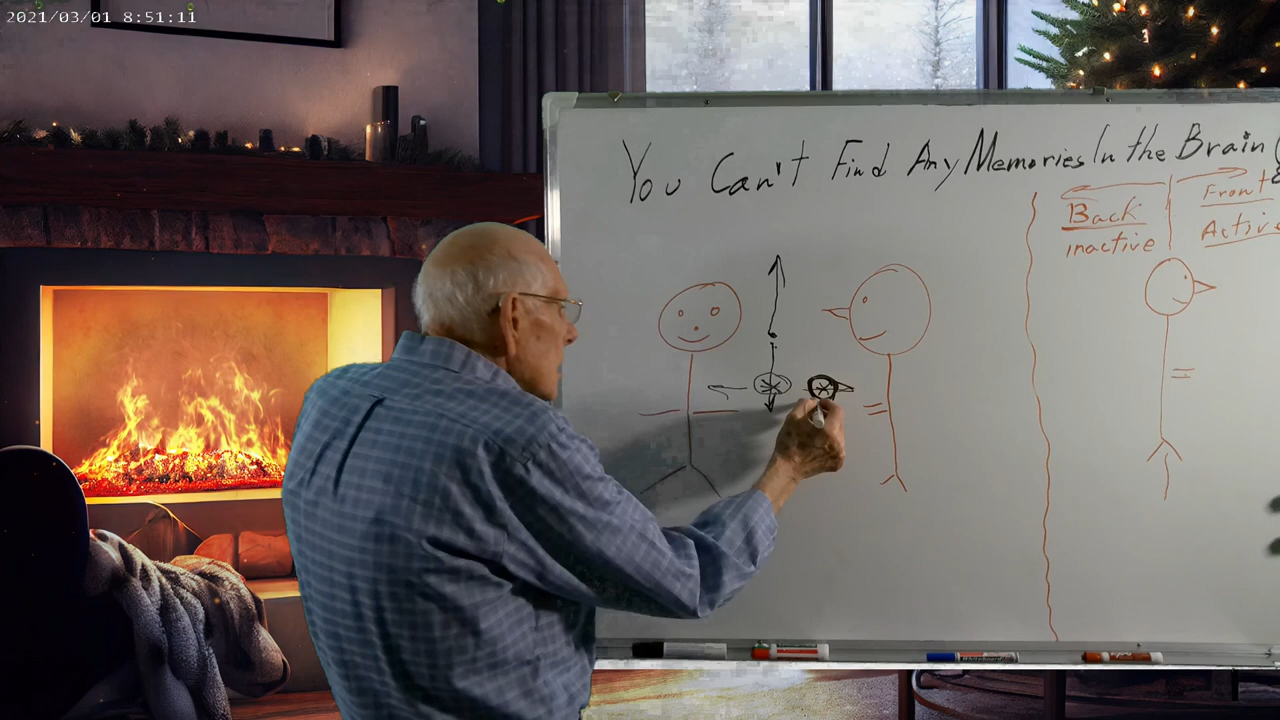 2021/03/01 8:51:11
You Can't Find Any Memories In the Brain (
Back
inactive
Front
Active